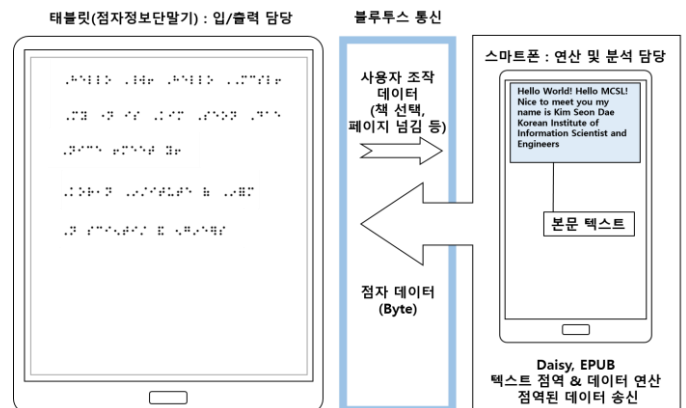 태블릿(점자정보단말기) : 입/출력 담당
블루투스 통신
사용자 조작
데이터
(책 선택,
페이지 넘김 등)
점자 데이터
(Byte)
스마트폰 : 연산 및 분석 담당
Hello World! Hello MCSL!
Nice to meet you my
name is Kim Seon Dae
Korean Institute of
Information Scientist and
Engineers
본문 텍스트
Daisy, EPUB
텍스트 점역 & 데이터 연산
점역된 데이터 송신